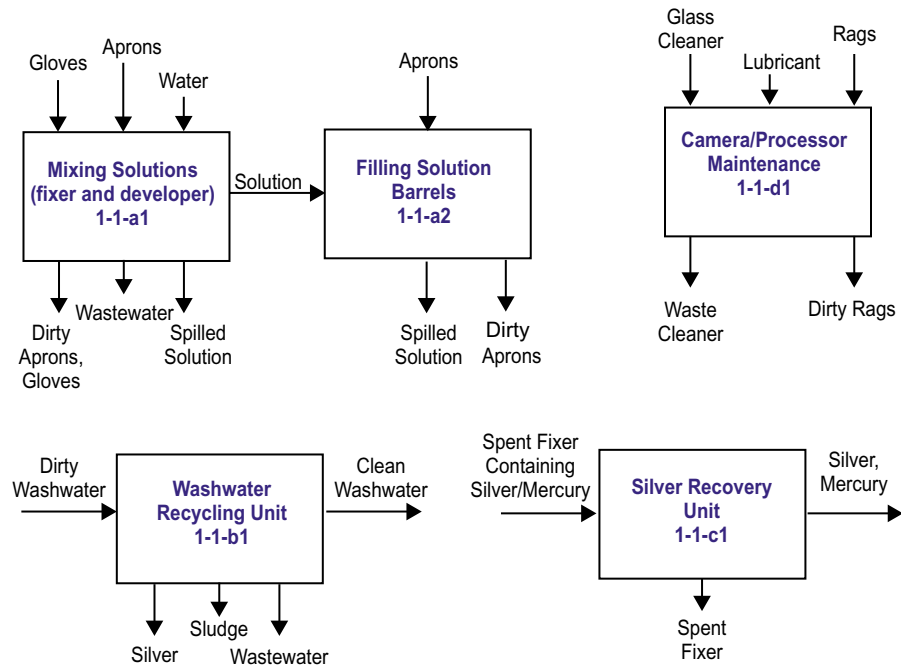 Gloves
Aprons
Water
Mixing Solutions
(fixer and developer)
1-1-a1
Solution
Dirty
Aprons,
Gloves
Wastewater
Spilled
Solution
Aprons
Filling Solution
Barrels
1-1-a2
Spilled
Solution
Dirty
Aprons
Glass
Cleaner
Lubricant
Rags
Camera/Processor
Maintenance
1-1-d1
Waste
Cleaner
Dirty Rags
Dirty
Washwater
Washwater
Recycling Unit
1-1-b1
Clean
Washwater
Silver
Sludge
Wastewater
Spent Fixer
Containing
Silver/Mercury
Silver Recovery
Unit
1-1-c1
Silver,
Mercury
Spent
Fixer